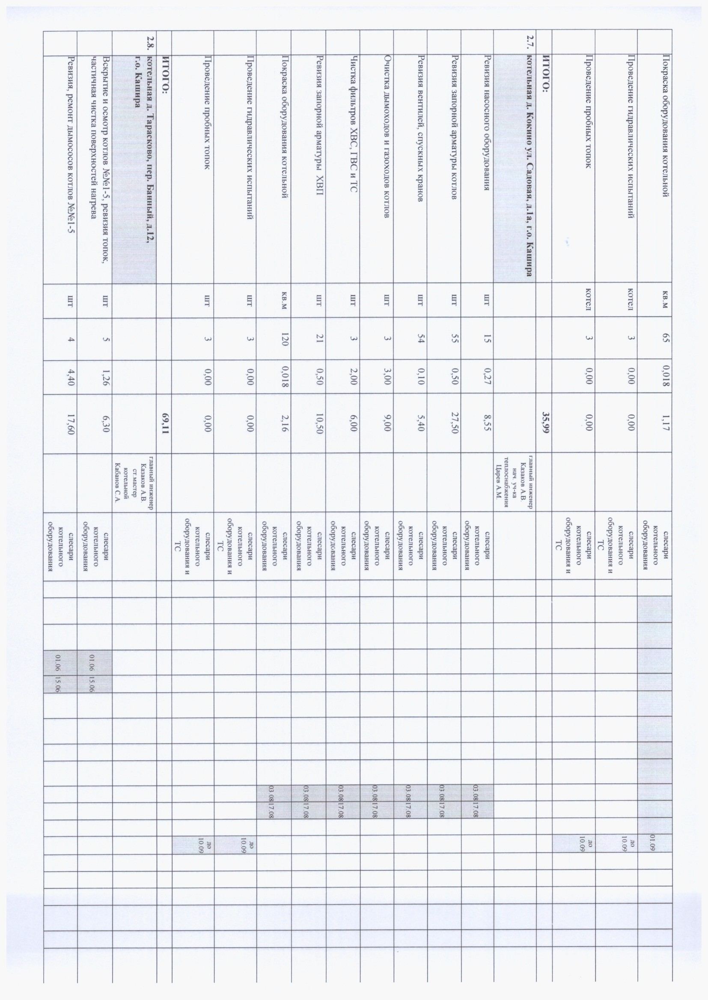 Покраска оборудования котельной кв.м 65 0,018 1,17 слесари котельного оборудования 01.09
Проведение гидравлических испытаний котел 3 0,00 0,00 слесари котельного оборудования и ТС до 10.09
Проведение пробных топок котел 3 0,00 0,00 слесари котельного оборудования и ТС до 10.09
ИТОГО: 35,99
2.7. котельная д. Кокино ул. Садовая, д.1а, г.о. Кашира главный инженер Казаков А.В. нач. уч-ка теплоснабжения Царев А.М.
Ревизия насосного оборудования шт 15 0,27 8,55 слесари котельного оборудования 03.08 17.08
Ревизия запорной арматуры котлов шт 55 0,50 27,50 слесари котельного оборудования 03.08 17.08
Ревизия вентилей, спускных кранов шт 54 0,10 5,40 слесари котельного оборудования 03.08 17.08
Очистка дымоходов и газоходов котлов шт 3 3,00 9,00 слесари котельного оборудования 03.08 17.08
Чистка фильтров ХВС, ГВС и ТС шт 3 2,00 6,00 слесари котельного оборудования 03.08 17.08
Ревизия запорной арматуры ХВП шт 21 0,50 10,50 слесари котельного оборудования 03.08 17.08
Покраска оборудования котельной кв.м 120 0,018 2,16 слесари котельного оборудования 03.08 17.08
Проведение гидравлических испытаний шт 3 0,00 0,00 слесари котельного оборудования и ТС до 10.09
Проведение пробных топок шт 3 0,00 0,00 слесари котельного оборудования и ТС до 10.09
ИТОГО: 69,11
2.8. котельная д. Тарасково, пер. Банный, д.12,
г.о. Кашира главный инженер Казаков А.В. ст.мастер котельной Кабанов С.А.
Вскрытие и осмотр котлов №№1-5, ревизия топок,
частичная чистка поверхностей нагрева шт 5 1,26 6,30 слесари котельного оборудования 01.06 15.06
Ревизия, ремонт дымососов котлов №№1-5 шт 4 4,40 17,60 слесари котельного оборудования 01.06 15.06